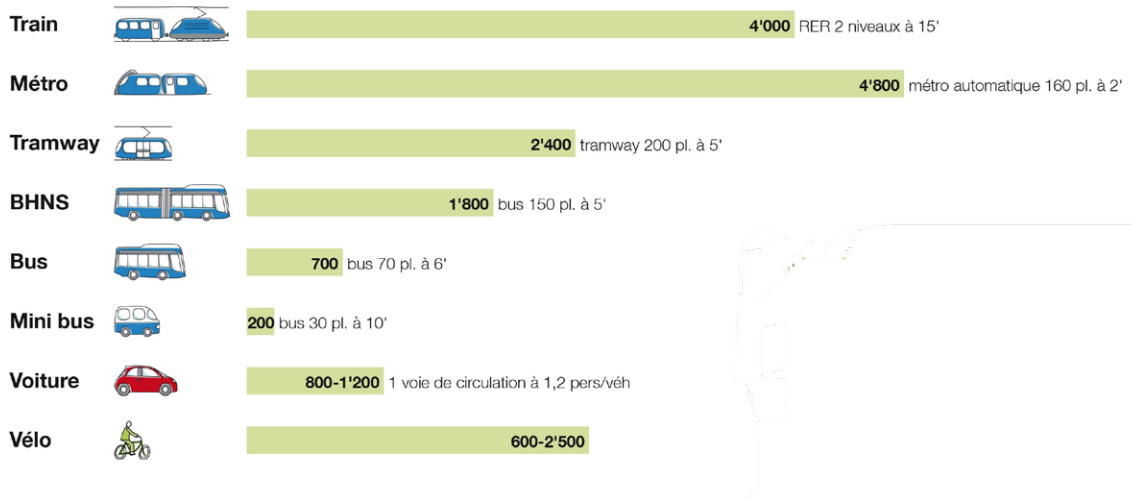 Train 4'000 RER 2 niveaux à 15'
Métro 4'800 métro automatique 160 pl. à 2'
Tramway 2'400 tramway 200 pl. à 5'
BHNS 1'800 bus 150 pl. à 5'
Bus 700 bus 70 pl. à 6'
Mini bus 200 bus 30 pl. à 10'
Voiture 800-1'200 1 voie de circulation à 1,2 pers/véh
Vélo 600-2'500